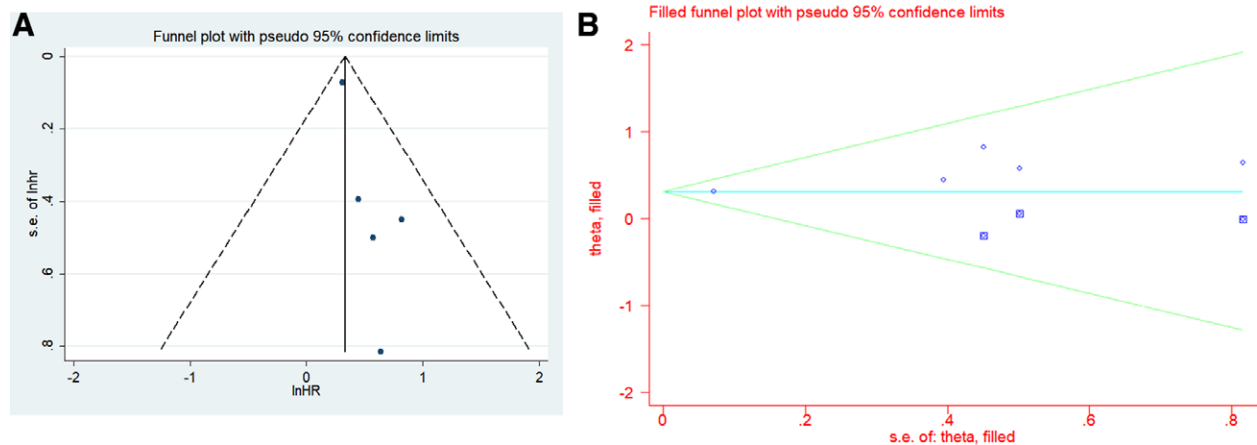 A
Funnel plot with pseudo 95% confidence limits
0
.2
.4
.6
.8
s.e. of lnhr
-2
-1
0
1
2
lnHR
B
Filled funnel plot with pseudo 95% confidence limits
2
1
0
-1
-2
theta, filled
0
.2
.4
.6
.8
s.e. of: theta, filled